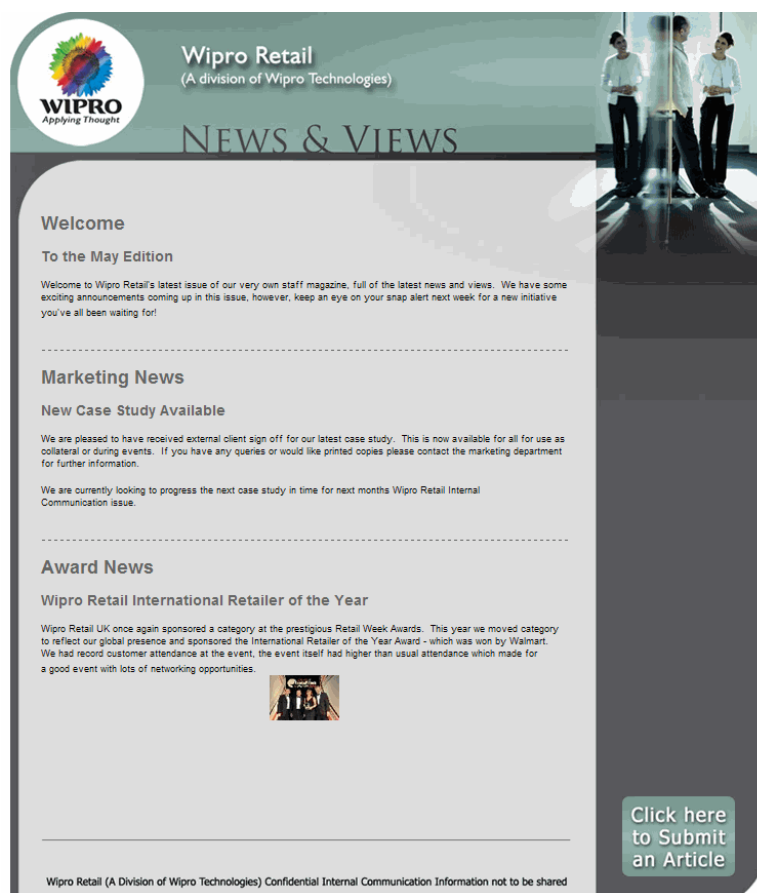 WIPRO
Applying Thought
Wipro Retail
(A division of Wipro Technologies)
NEWS & VIEWS
Welcome
To the May Edition
Welcome to Wipro Retail's latest issue of our very own staff magazine, full of the latest news and views.  We have some
exciting announcements coming up in this issue, however, keep an eye on your snap alert next week for a new initiative
you've all been waiting for!
Marketing News
New Case Study Available
We are pleased to have received external client sign off for our latest case study.  This is now available for all for use as
collateral or during events.  If you have any queries or would like printed copies please contact the marketing department
for further information.
We are currently looking to progress the next case study in time for next months Wipro Retail Internal
Communication issue.
Award News
Wipro Retail International Retailer of the Year
Wipro Retail UK once again sponsored a category at the prestigious Retail Week Awards.  This year we moved category
to reflect our global presence and sponsored the International Retailer of the Year Award - which was won by Walmart.
We had record customer attendance at the event, the event itself had higher than usual attendance which made for
a good event with lots of networking opportunities.
Click here
to Submit
an Article
Wipro Retail (A Division of Wipro Technologies) Confidential Internal Communication Information not to be shared